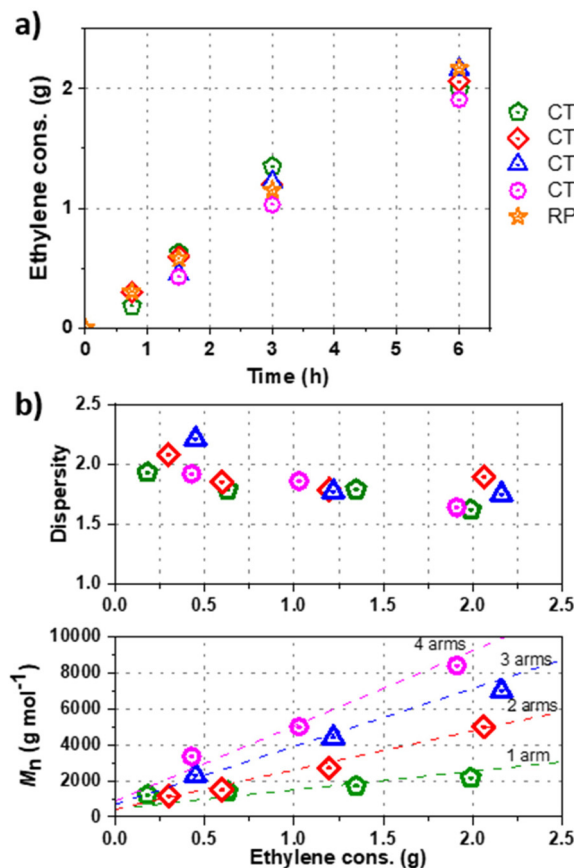 a)
Ethylene cons. (g)
2
1
0
0 1 2 3 4 5 6
Time (h)
CT
CT
CT
CT
RP
b)
Dispersity
2.5
2.0
1.5
1.0
0.0 0.5 1.0 1.5 2.0 2.5
Mn (g mol⁻¹)
10000
8000
6000
4000
2000
0
4 arms
3 arms
2 arms
1 arm
0.0 0.5 1.0 1.5 2.0 2.5
Ethylene cons. (g)